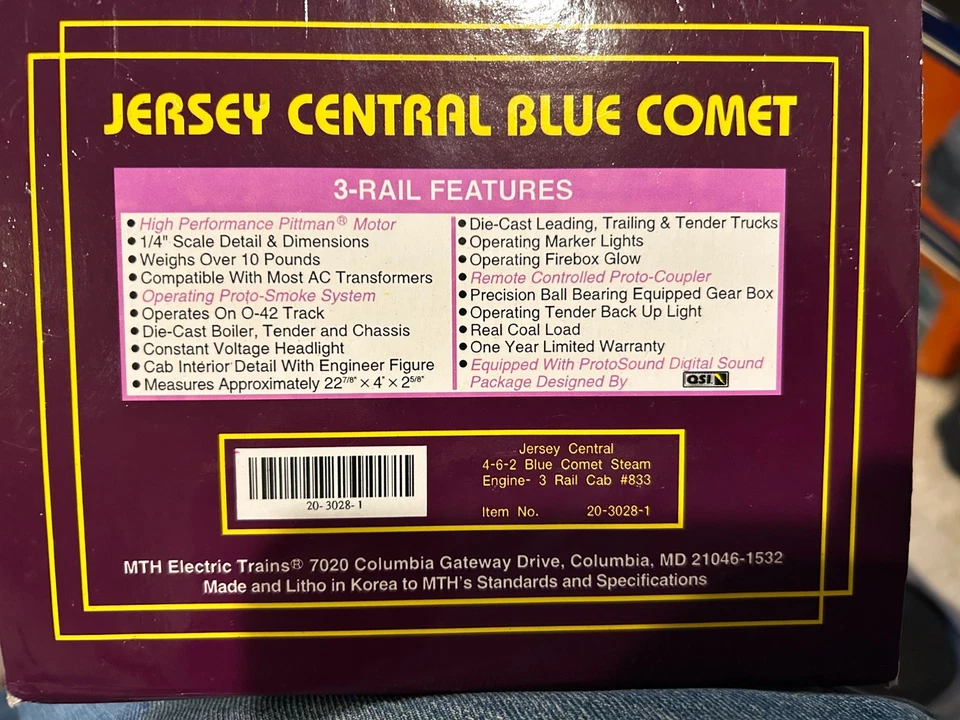 JERSEY CENTRAL BLUE COMET
3-RAIL FEATURES
• High Performance Pittman® Motor
• 1/4" Scale Detail & Dimensions
• Weighs Over 10 Pounds
• Compatible With Most AC Transformers
• Operating Proto-Smoke System
• Operates On O-42 Track
• Die-Cast Boiler, Tender and Chassis
• Constant Voltage Headlight
• Cab Interior Detail With Engineer Figure
• Measures Approximately 22 7/8" × 4" × 2 5/8"
• Die-Cast Leading, Trailing & Tender Trucks
• Operating Marker Lights
• Operating Firebox Glow
• Remote Controlled Proto-Coupler
• Precision Ball Bearing Equipped Gear Box
• Operating Tender Back Up Light
• Real Coal Load
• One Year Limited Warranty
• Equipped With ProtoSound Digital Sound
Package Designed By QSI
20-3028-1
Jersey Central
4-6-2 Blue Comet Steam
Engine- 3 Rail Cab #833
Item No. 20-3028-1
MTH Electric Trains® 7020 Columbia Gateway Drive, Columbia, MD 21046-1532
Made and Litho in Korea to MTH's Standards and Specifications